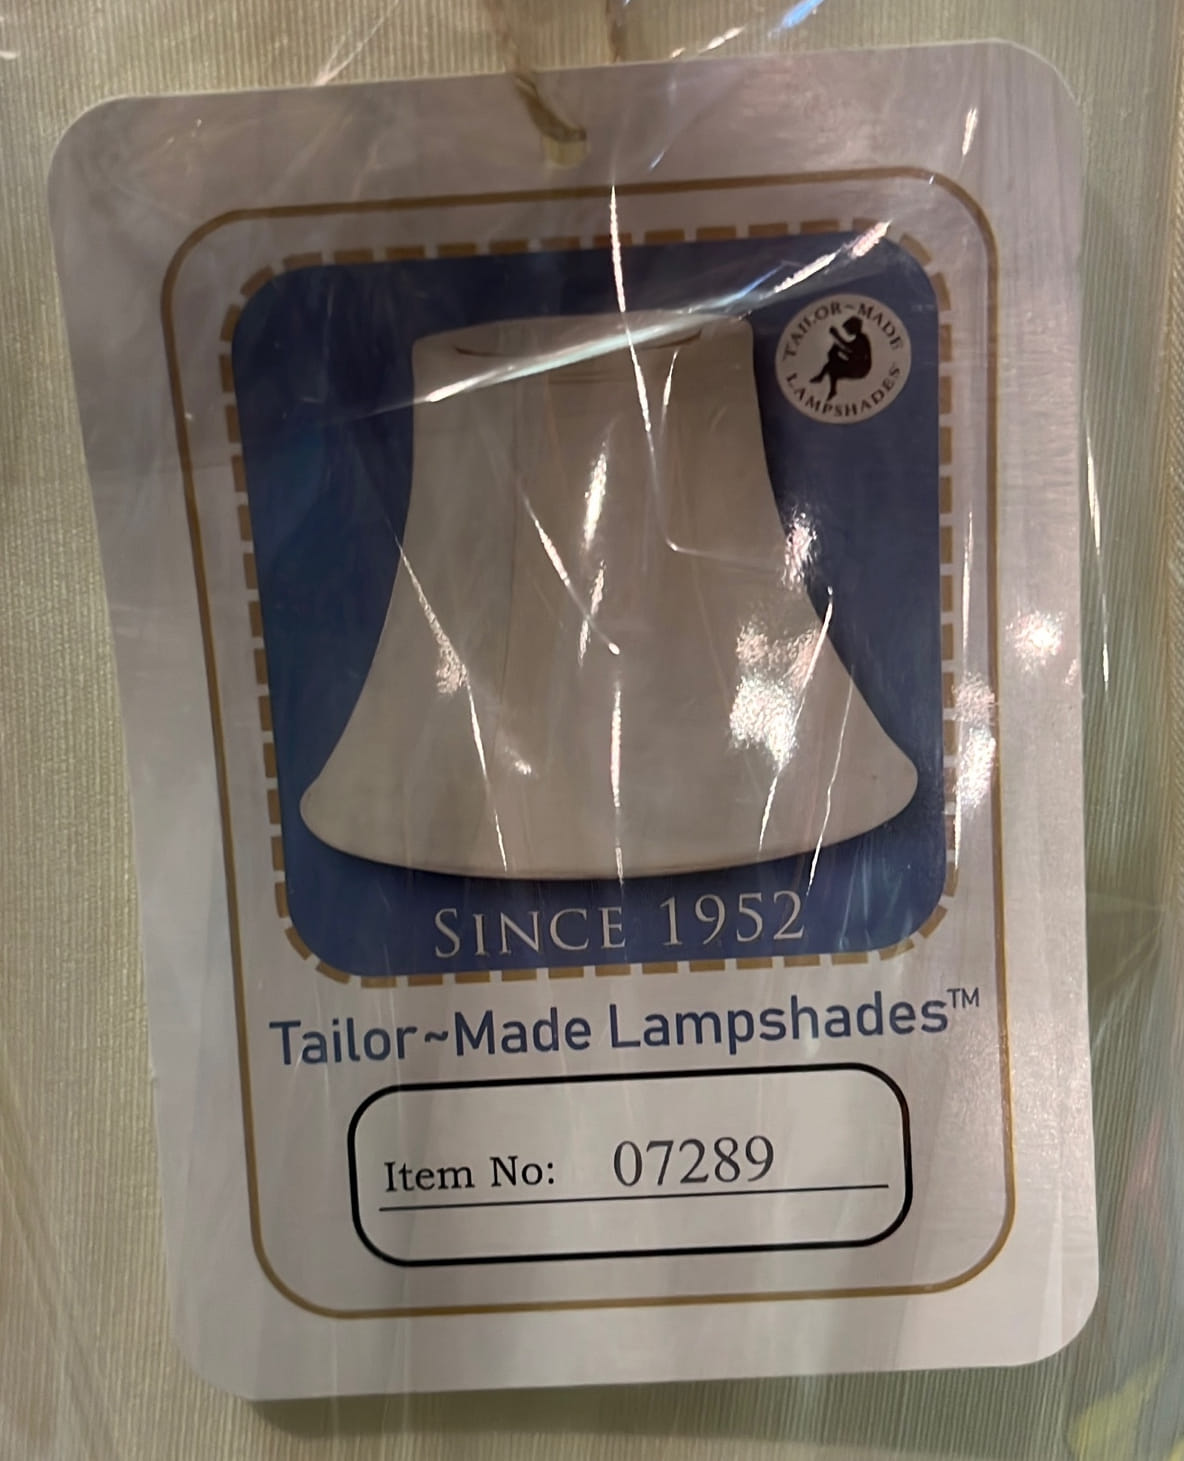 TAILOR~MADE
LAMPSHADES
SINCE 1952
Tailor~Made Lampshades™
Item No: 07289